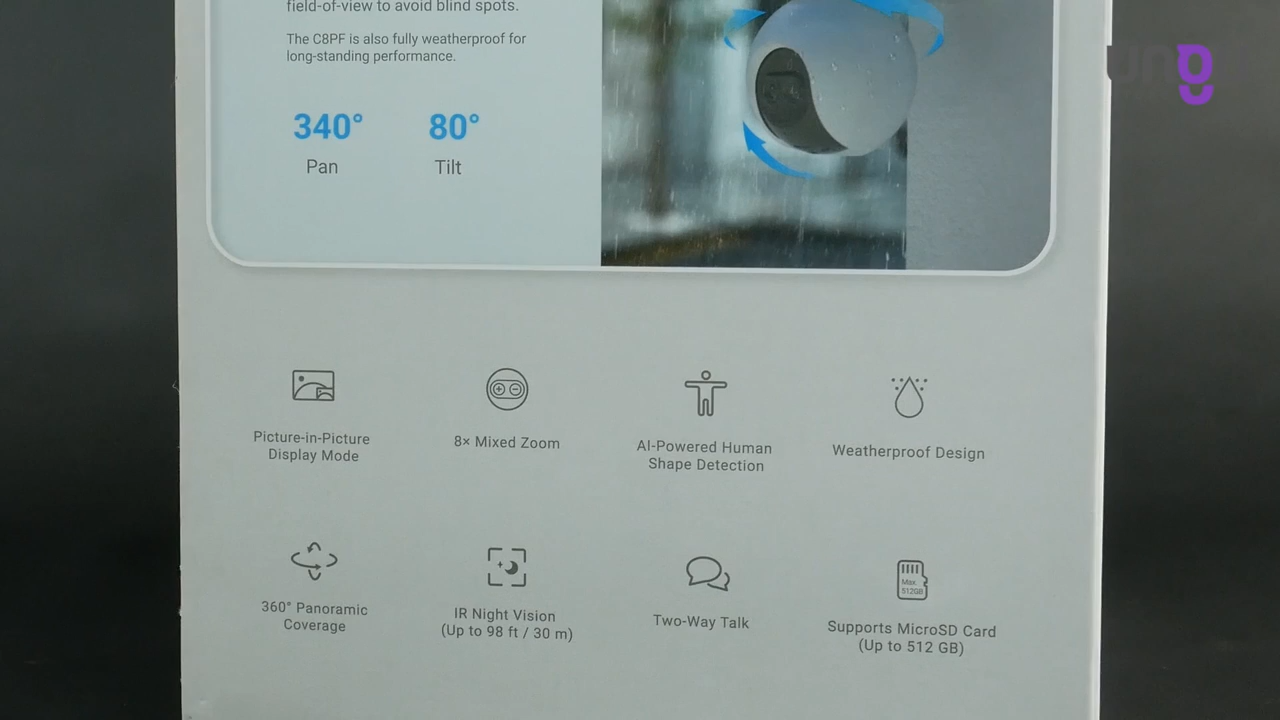 field-of-view to avoid blind spots.
The C8PF is also fully weatherproof for
long-standing performance.
340° 80°
Pan Tilt
Picture-in-Picture
Display Mode
8× Mixed Zoom
AI-Powered Human
Shape Detection
Weatherproof Design
360° Panoramic
Coverage
IR Night Vision
(Up to 98 ft / 30 m)
Two-Way Talk
Max.
512GB
Supports MicroSD Card
(Up to 512 GB)